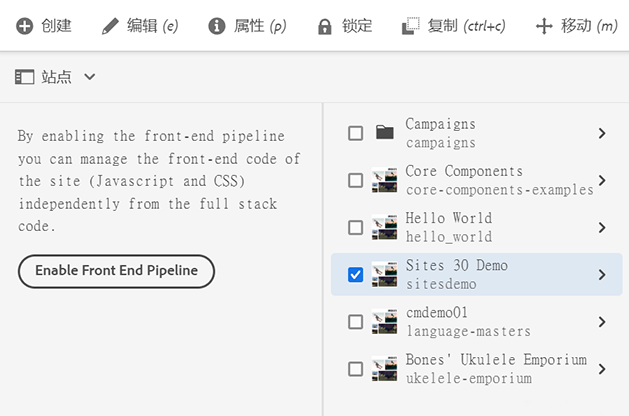 创建 编辑 (e) 属性 (p) 锁定 复制 (ctrl+c) 移动 (m)
站点
By enabling the front-end pipeline
you can manage the front-end code of
the site (Javascript and CSS)
independently from the full stack
code.
Enable Front End Pipeline
Campaigns
campaigns
Core Components
core-components-examples
Hello World
hello_world
Sites 30 Demo
sitesdemo
cmdemo01
language-masters
Bones' Ukulele Emporium
ukelele-emporium